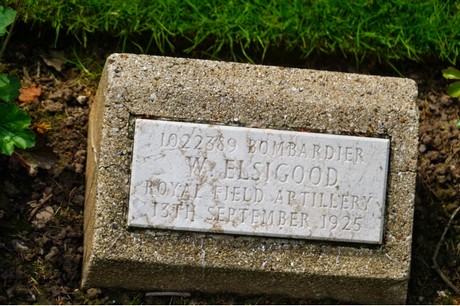 1022369 BOMBARDIER
W. ELSIGOOD
ROYAL FIELD ARTILLERY
13TH SEPTEMBER 1925